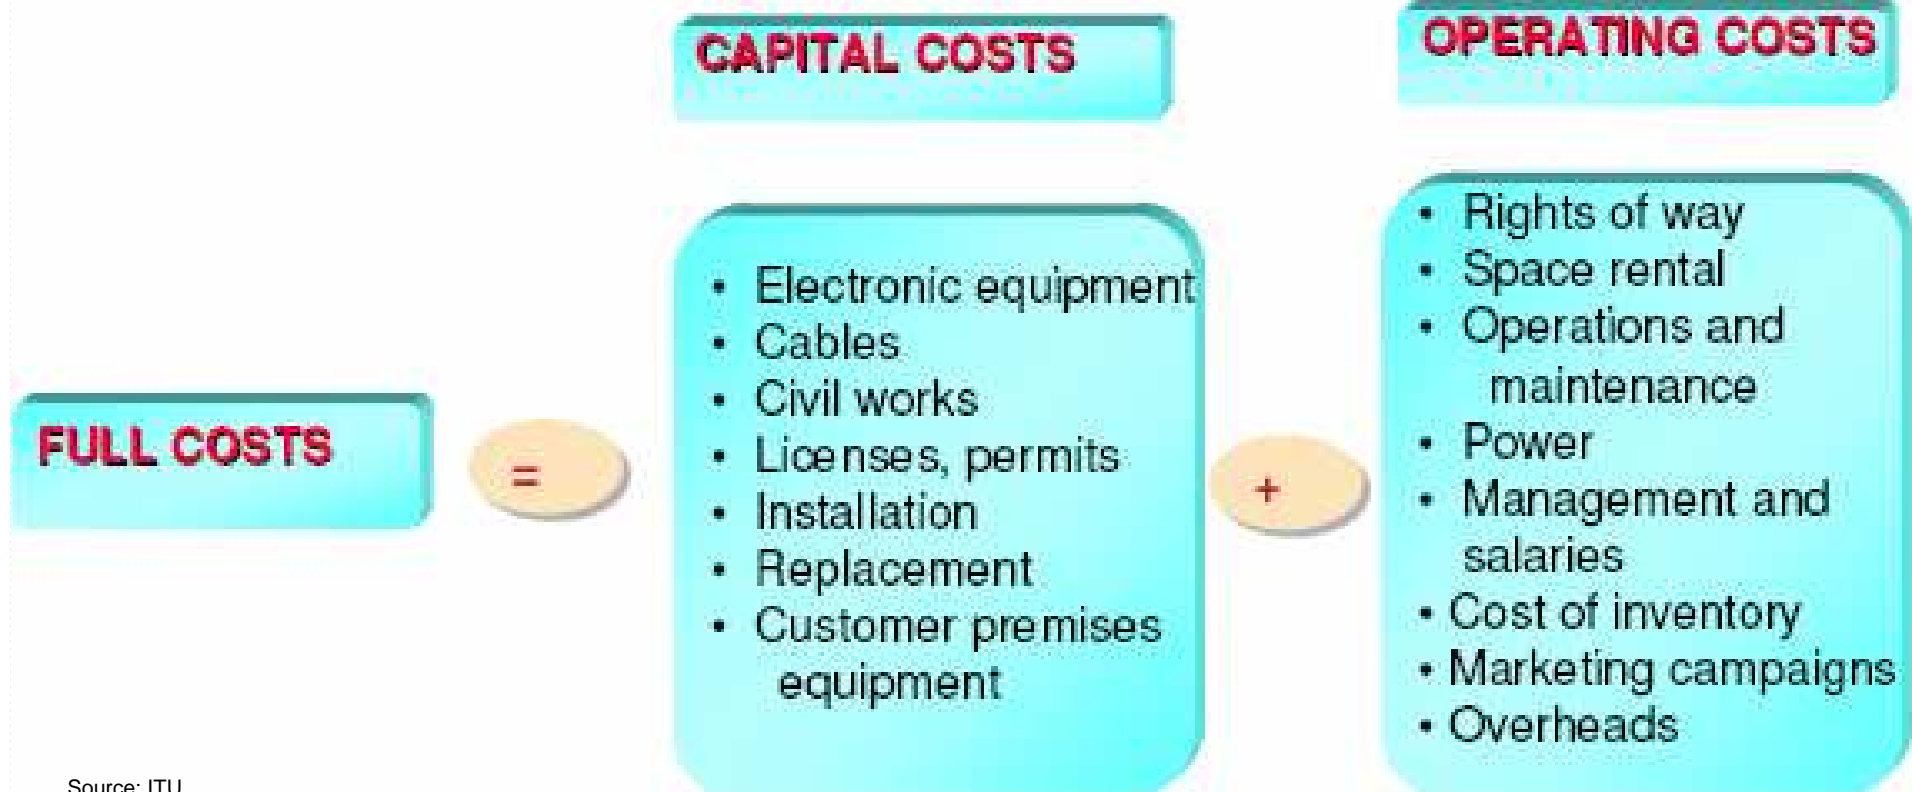 CAPITAL COSTS
OPERATING COSTS
FULL COSTS
=
• Electronic equipment
• Cables
• Civil works
• Licenses, permits
• Installation
• Replacement
• Customer premises
equipment
+
• Rights of way
• Space rental
• Operations and
maintenance
• Power
• Management and
salaries
• Cost of inventory
• Marketing campaigns
• Overheads
Source: ITU